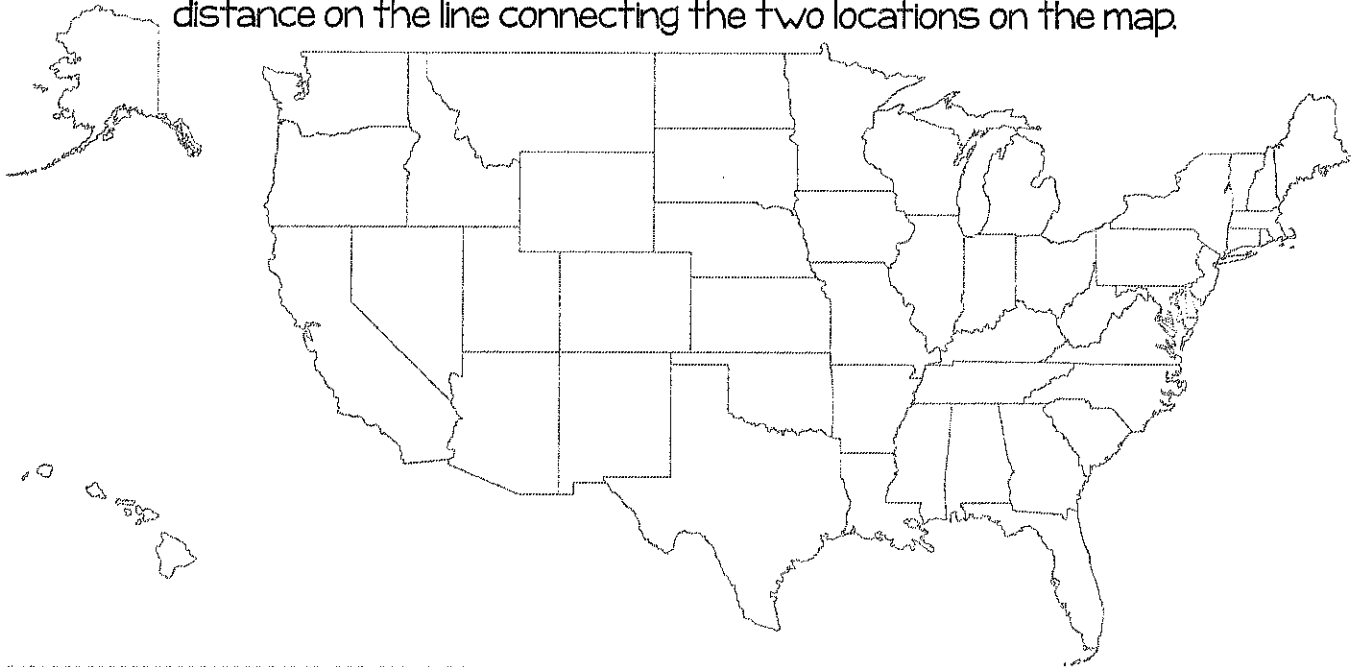 distance on the line connecting the two locations on the map.